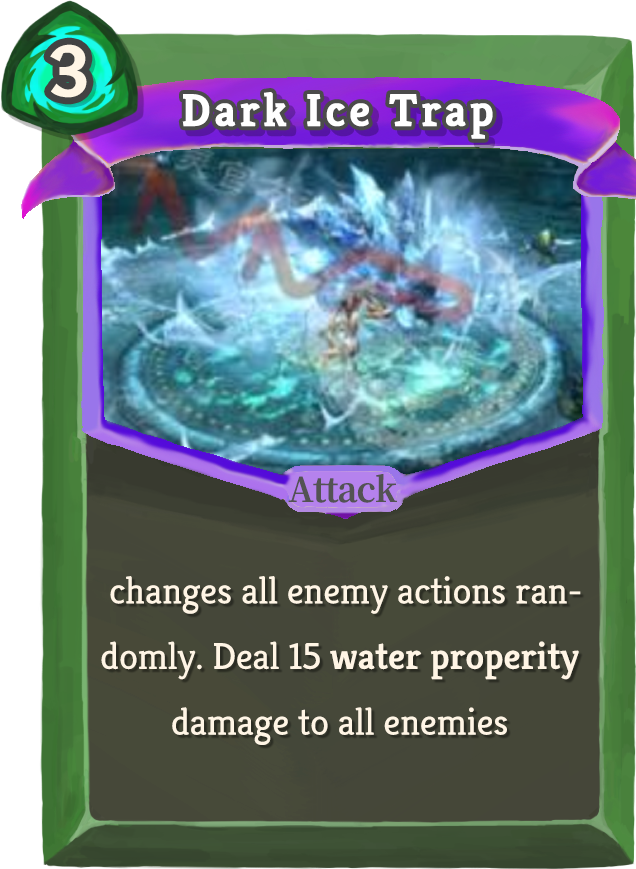 3
Dark Ice Trap
Attack
changes all enemy actions ran-
domly. Deal 15 water properity
damage to all enemies